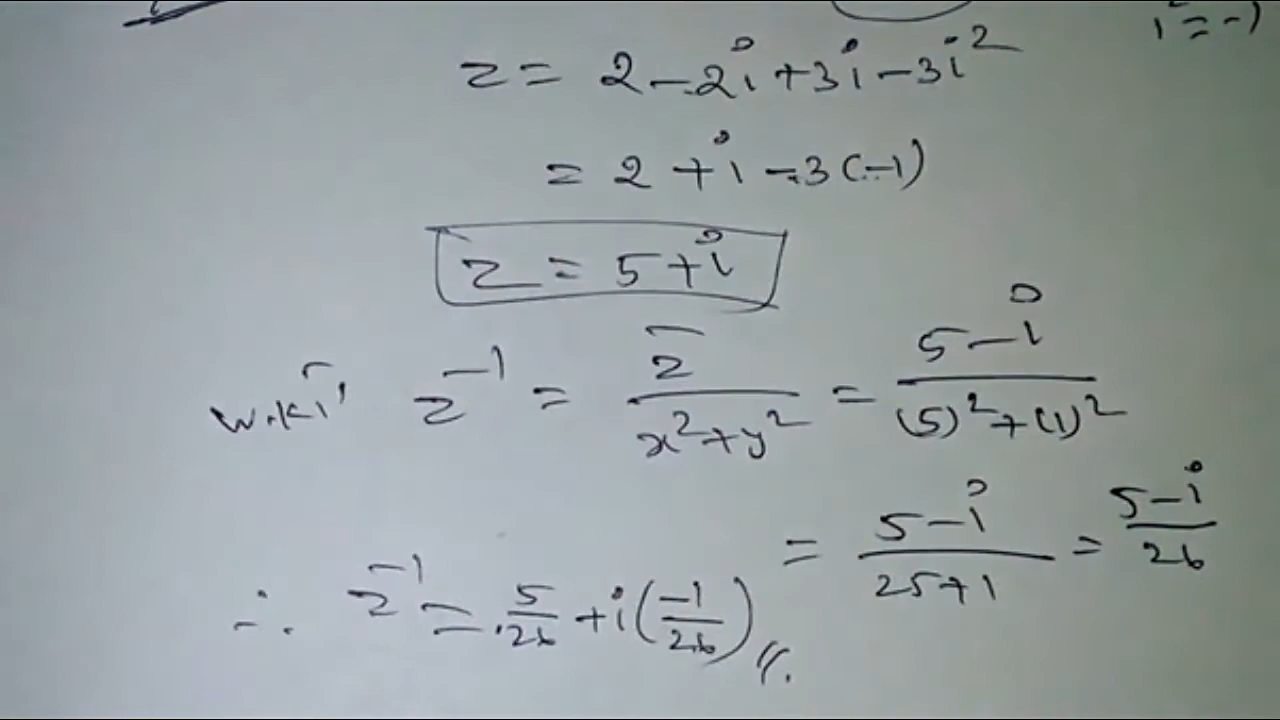 i² = -1
z = 2 - 2i + 3i - 3i²
= 2 + i - 3(-1)
z = 5 + i
W.K.T, z⁻¹ = z̄/(x² + y²) = (5 - i)/((5)² + (1)²)
= (5 - i)/(25 + 1) = (5 - i)/26
∴ z⁻¹ = 5/26 + i(-1/26)//.